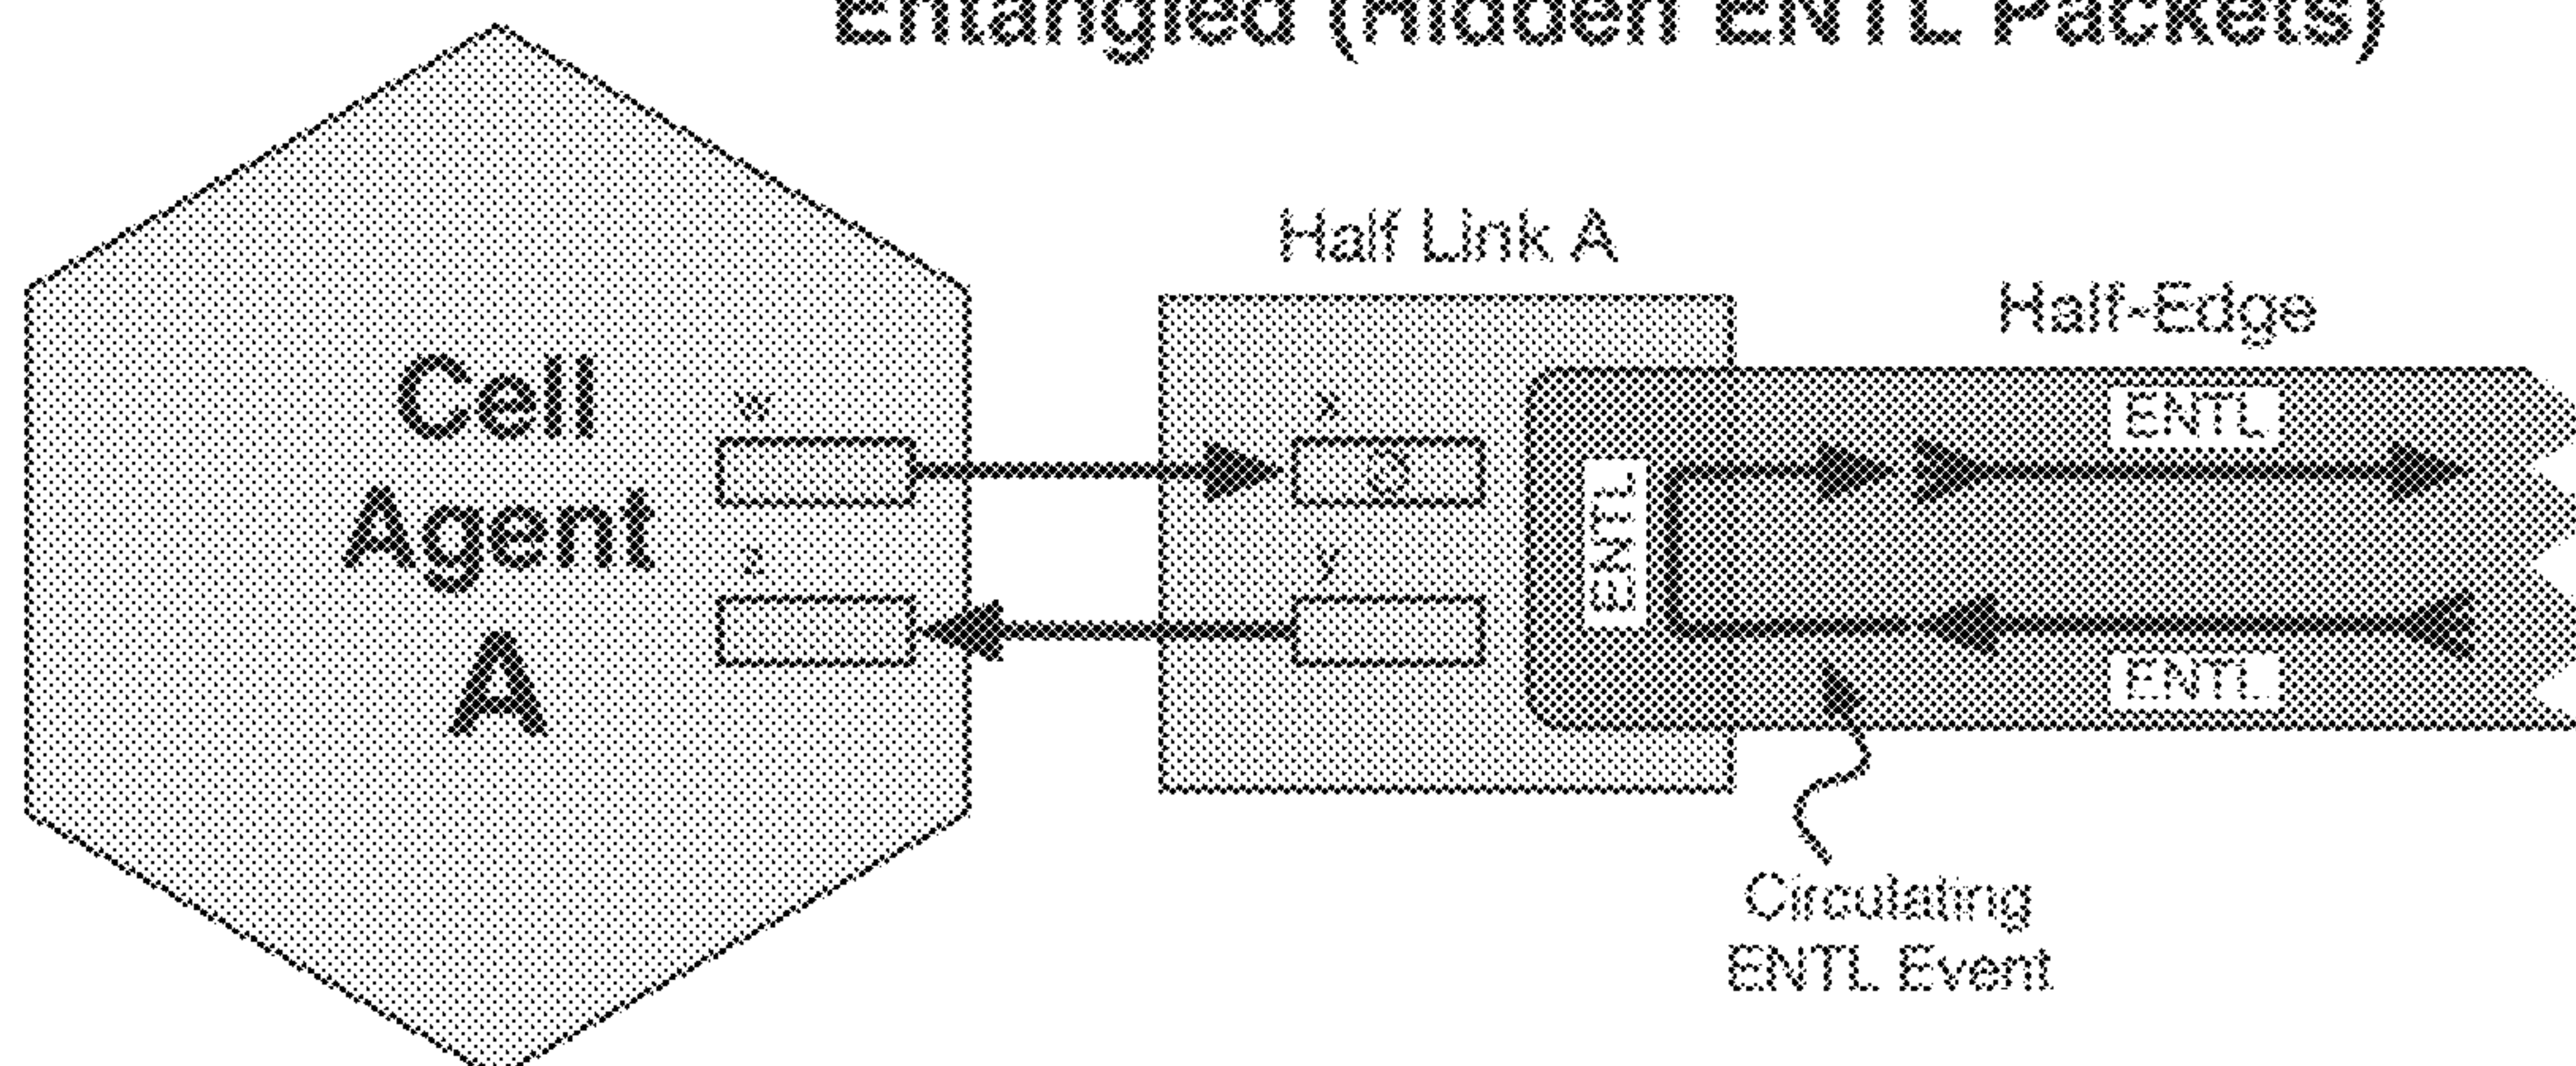 Entangled (Hidden ENTL Packets)
Half Link A
Half-Edge
Cell
Agent
A
w
x
z
y
ENTL
ENTL
ENTL
Circulating
ENTL Event